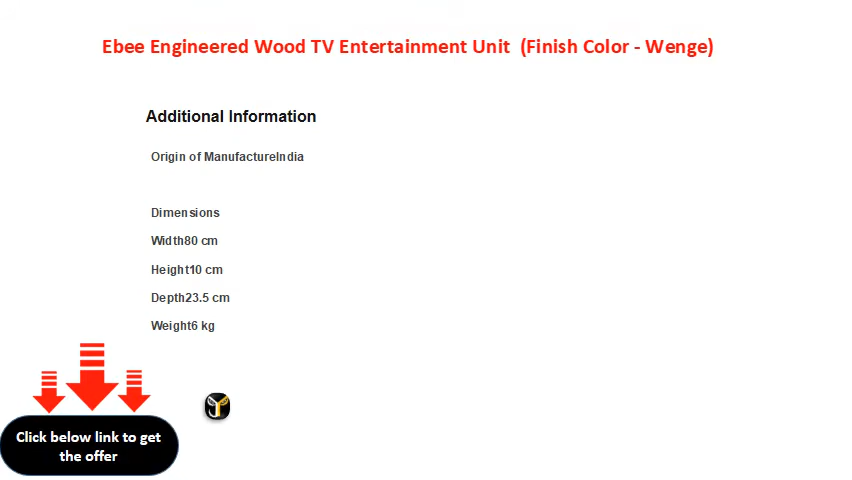 Ebee Engineered Wood TV Entertainment Unit  (Finish Color - Wenge)
Additional Information
Origin of ManufactureIndia
Dimensions
Width80 cm
Height10 cm
Depth23.5 cm
Weight6 kg
Click below link to get
the offer